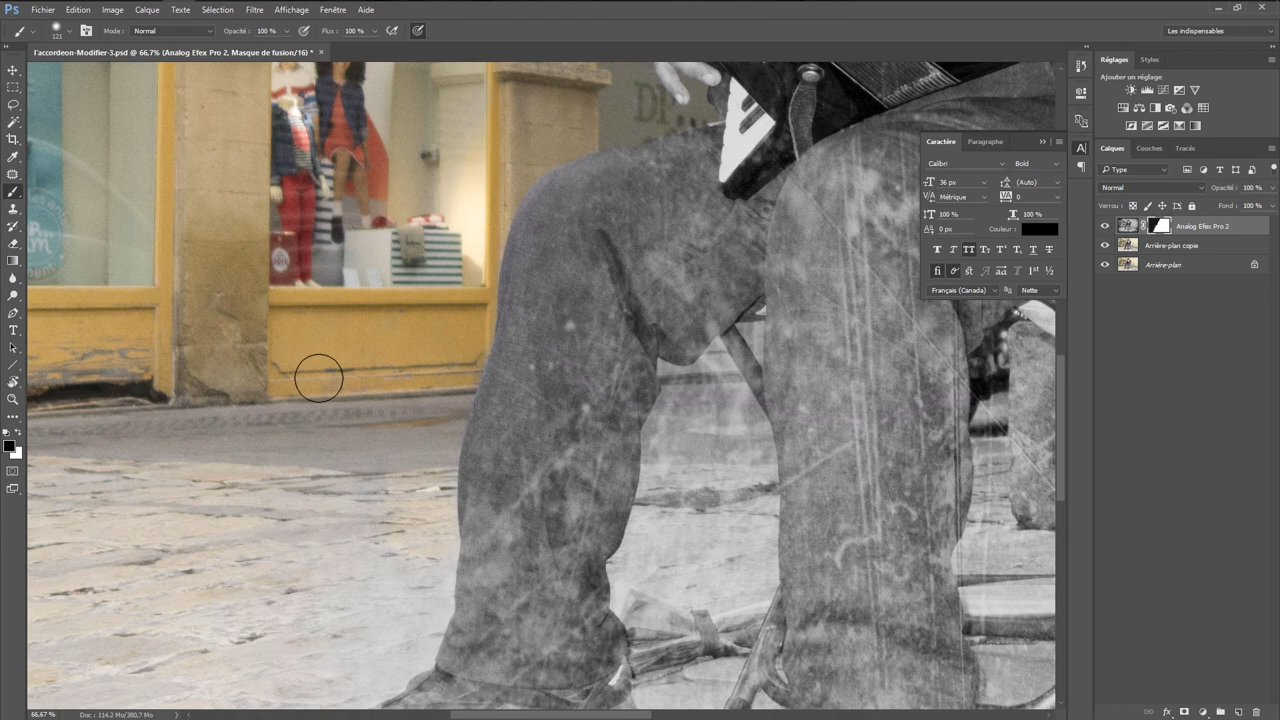 Ps Fichier Edition Image Calque Texte Sélection Filtre Affichage Fenêtre Aide
121 Mode : Normal Opacité : 100 % Flux : 100 % Les indispensables
l'accordeon-Modifier-3.psd @ 66,7% (Analog Efex Pro 2, Masque de fusion/16) * ×
Réglages Styles
Ajouter un réglage
DI
Caractère Paragraphe
Calibri Bold
36 px (Auto)
Métrique 0
100 % 100 %
0 px Couleur :
Français (Canada) Nette
Calques Couches Tracés
Type
Normal Opacité : 100 %
Verrou : Fond : 100 %
Analog Efex Pro 2
Arrière-plan copie
Arrière-plan
66,67 % Doc : 114,2 Mo/380,7 Mo